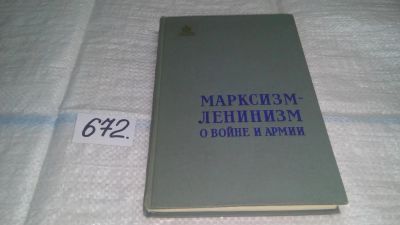 МАРКСИЗМ-
ЛЕНИНИЗМ
О ВОЙНЕ И АРМИИ
672.